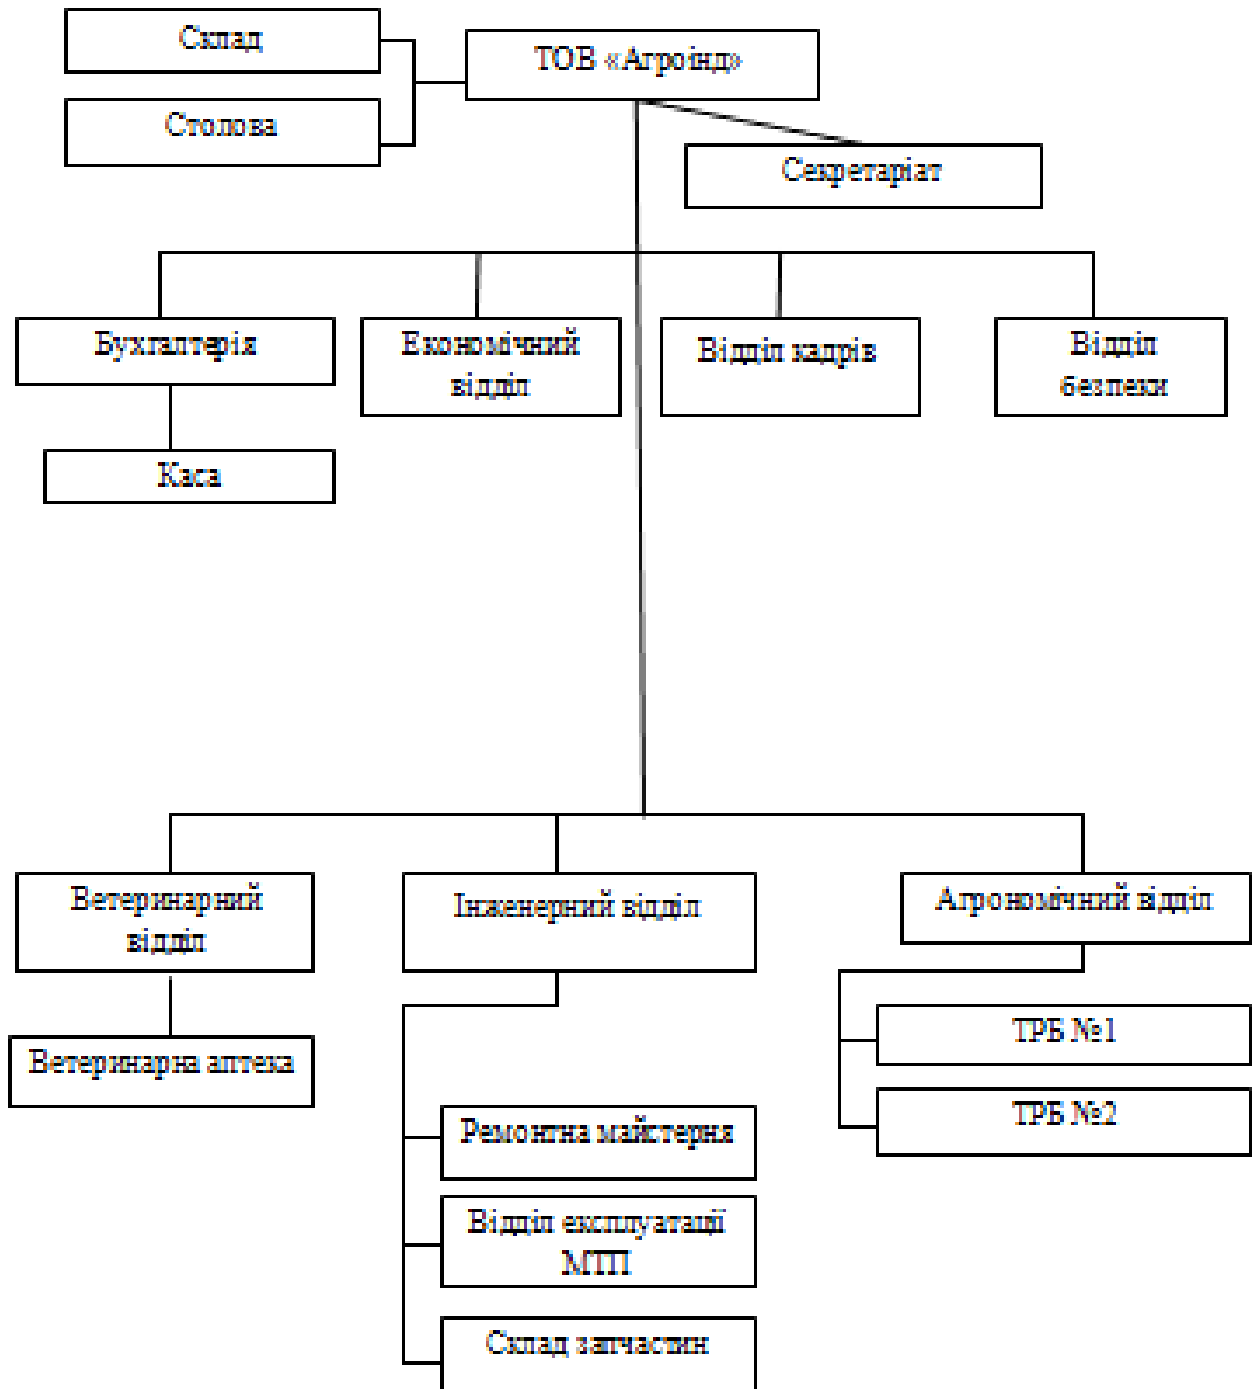 Склад
ТОВ «Агроінд»
Столова
Секретаріат
Бухгалтерія
Економічний
відділ
Відділ кадрів
Відділ
безпеки
Каса
Ветеринарний
відділ
Інженерний відділ
Агрономічний відділ
Ветеринарна аптека
ТРБ №1
ТРБ №2
Ремонтна майстерня
Відділ експлуатації
МТП
Склад запчастин